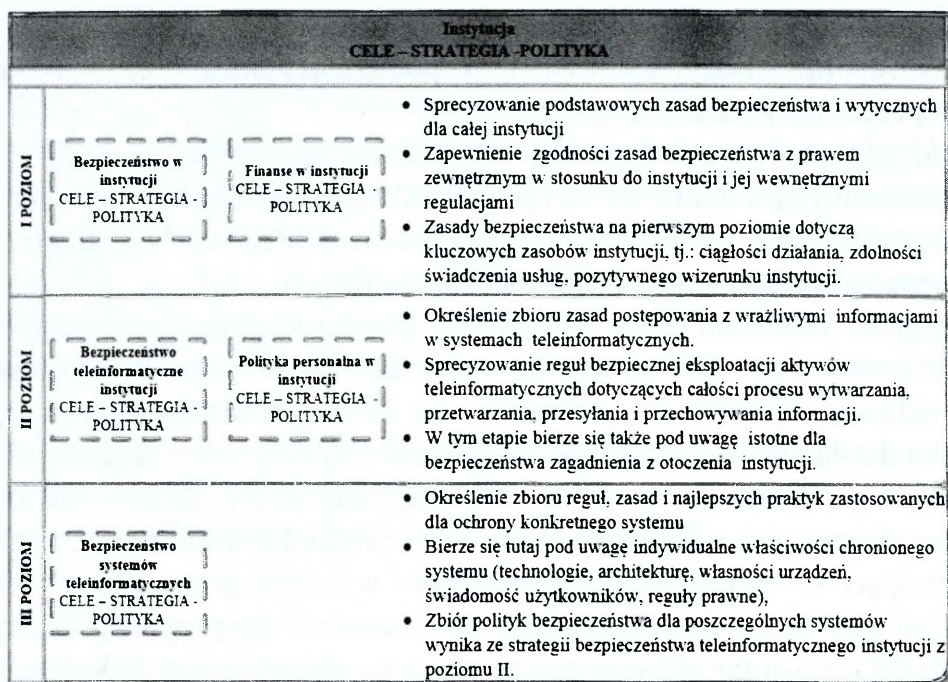 Instytucja
CELE – STRATEGIA -POLITYKA
I POZIOM
Bezpieczeństwo w
instytucji
CELE – STRATEGIA -
POLITYKA
Finanse w instytucji
CELE – STRATEGIA -
POLITYKA
• Sprecyzowanie podstawowych zasad bezpieczeństwa i wytycznych
dla całej instytucji
• Zapewnienie zgodności zasad bezpieczeństwa z prawem
zewnętrznym w stosunku do instytucji i jej wewnętrznymi
regulacjami
• Zasady bezpieczeństwa na pierwszym poziomie dotyczą
kluczowych zasobów instytucji, tj.: ciągłości działania, zdolności
świadczenia usług, pozytywnego wizerunku instytucji.
II POZIOM
Bezpieczeństwo
teleinformatyczne
instytucji
CELE – STRATEGIA -
POLITYKA
Polityka personalna w
instytucji
CELE – STRATEGIA -
POLITYKA
• Określenie zbioru zasad postępowania z wrażliwymi informacjami
w systemach teleinformatycznych.
• Sprecyzowanie reguł bezpiecznej eksploatacji aktywów
teleinformatycznych dotyczących całości procesu wytwarzania,
przetwarzania, przesyłania i przechowywania informacji.
• W tym etapie bierze się także pod uwagę istotne dla
bezpieczeństwa zagadnienia z otoczenia instytucji.
III POZIOM
Bezpieczeństwo
systemów
teleinformatycznych
CELE – STRATEGIA -
POLITYKA
• Określenie zbioru reguł, zasad i najlepszych praktyk zastosowanych
dla ochrony konkretnego systemu
• Bierze się tutaj pod uwagę indywidualne właściwości chronionego
systemu (technologie, architekturę, własności urządzeń,
świadomość użytkowników, reguły prawne),
• Zbiór polityk bezpieczeństwa dla poszczególnych systemów
wynika ze strategii bezpieczeństwa teleinformatycznego instytucji z
poziomu II.